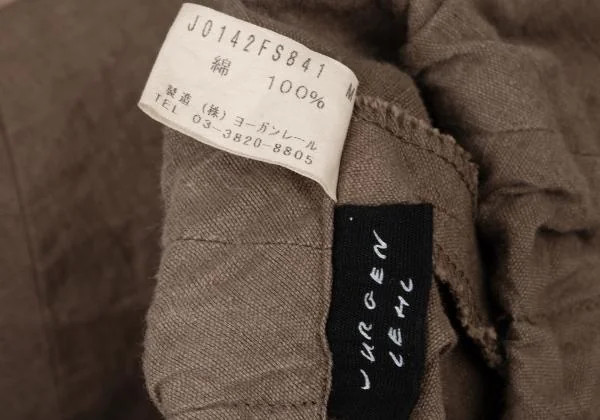 J0142FS841 M
綿 100%
製造 (株) ヨーガンレール
TEL 03-3820-8805
JURGEN
LEHL